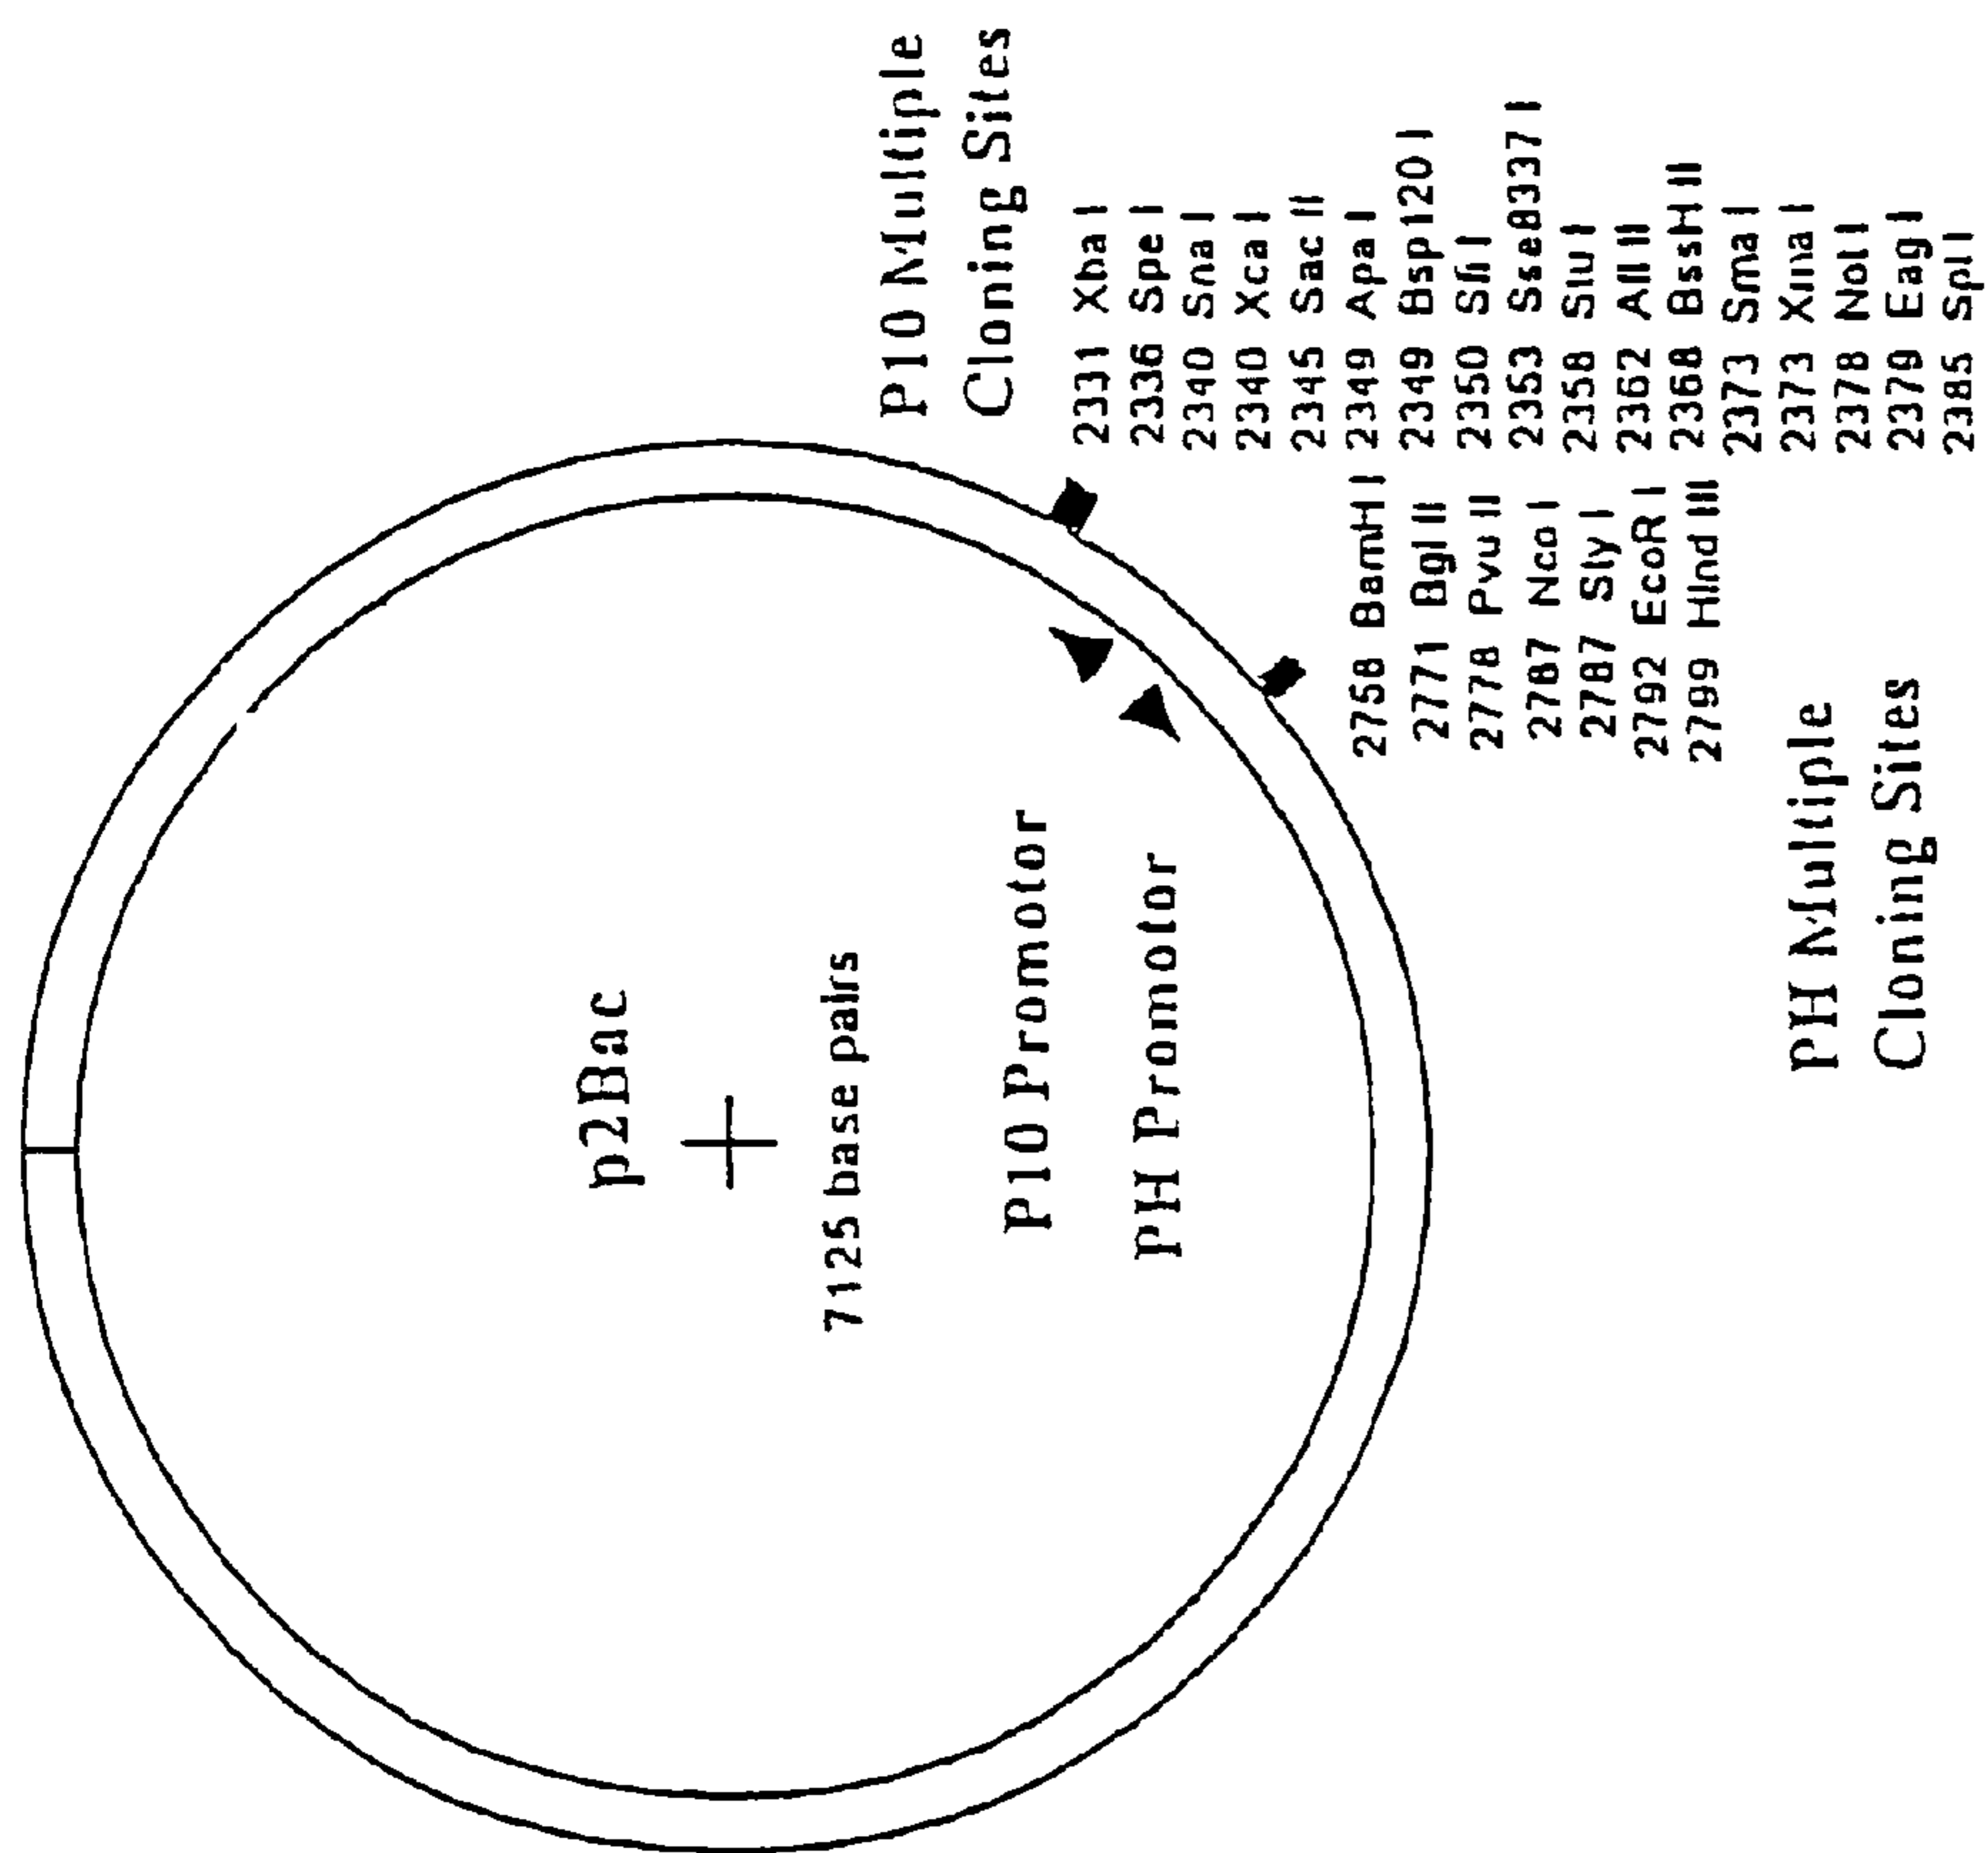 p2Bac
7125 base pairs
P10 Promotor
PH Promotor
P10 Multiple
Cloning Sites
2331 Xba I
2336 Spe I
2340 Sna I
2340 Xca I
2345 Sac II
2349 Apa I
2349 Bsp120 I
2350 Sfi I
2353 Sse8337 I
2358 Stu I
2362 Afl II
2368 BssH II
2373 Sma I
2373 Xma I
2378 Not I
2379 Eag I
2385 Spl I
2758 BamH I
2771 Bgl II
2778 Pvu II
2787 Nco I
2787 Sty I
2792 EcoR I
2799 Hind III
PH Multiple
Cloning Sites